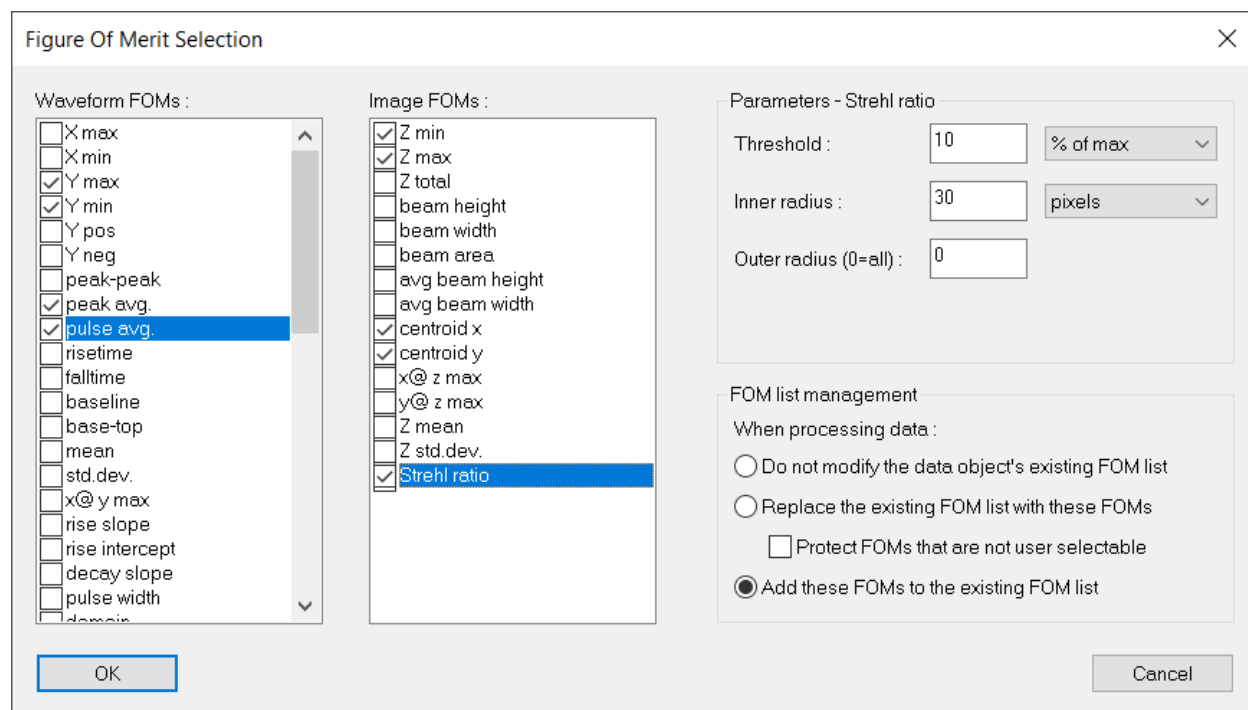 Figure Of Merit Selection
Waveform FOMs :
X max
X min
Y max
Y min
Y pos
Y neg
peak-peak
peak avg.
pulse avg.
risetime
falltime
baseline
base-top
mean
std.dev.
x@ y max
rise slope
rise intercept
decay slope
pulse width
domain
Image FOMs :
Z min
Z max
Z total
beam height
beam width
beam area
avg beam height
avg beam width
centroid x
centroid y
x@ z max
y@ z max
Z mean
Z std.dev.
Strehl ratio
Parameters - Strehl ratio
Threshold : 10 % of max
Inner radius : 30 pixels
Outer radius (0=all) : 0
FOM list management
When processing data :
Do not modify the data object's existing FOM list
Replace the existing FOM list with these FOMs
Protect FOMs that are not user selectable
Add these FOMs to the existing FOM list
OK
Cancel